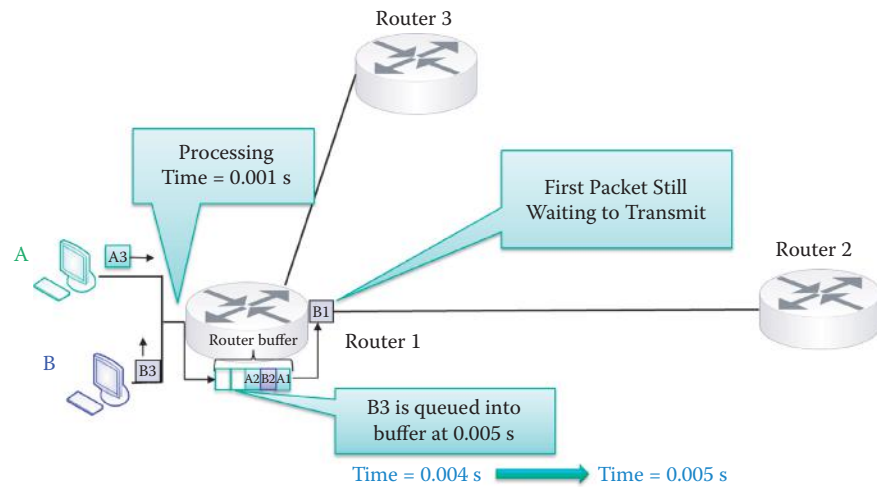 Router 3
Processing
Time = 0.001 s
First Packet Still
Waiting to Transmit
A
A3
Router 2
B1
Router buffer
Router 1
B
B3
A2 B2 A1
B3 is queued into
buffer at 0.005 s
Time = 0.004 s
Time = 0.005 s